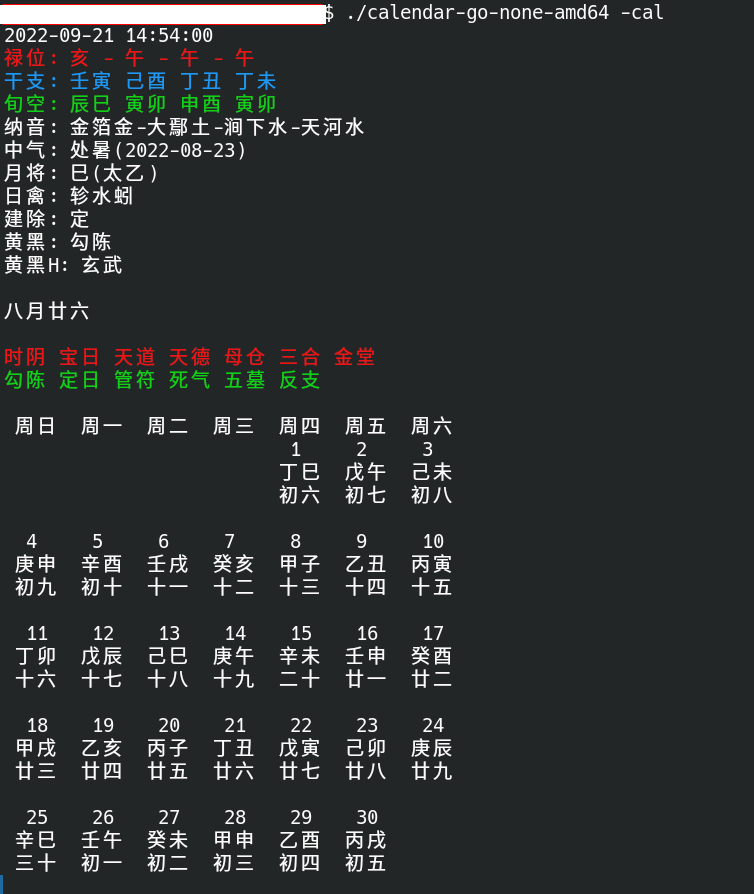 $ ./calendar-go-none-amd64 -cal
2022-09-21 14:54:00
禄位: 亥 - 午 - 午 - 午
干支: 壬寅 己酉 丁丑 丁未
旬空: 辰巳 寅卯 申酉 寅卯
纳音: 金箔金-大鄢土-涧下水-天河水
中气: 处暑(2022-08-23)
月将: 巳(太乙)
日禽: 轸水蚓
建除: 定
黄黑: 勾陈
黄黑H: 玄武
八月廿六
时阴 宝日 天道 天德 母仓 三合 金堂
勾陈 定日 管符 死气 五墓 反支
周日 周一 周二 周三 周四 周五 周六
1 2 3
丁巳 戊午 己未
初六 初七 初八
4 5 6 7 8 9 10
庚申 辛酉 壬戌 癸亥 甲子 乙丑 丙寅
初九 初十 十一 十二 十三 十四 十五
11 12 13 14 15 16 17
丁卯 戊辰 己巳 庚午 辛未 壬申 癸酉
十六 十七 十八 十九 二十 廿一 廿二
18 19 20 21 22 23 24
甲戌 乙亥 丙子 丁丑 戊寅 己卯 庚辰
廿三 廿四 廿五 廿六 廿七 廿八 廿九
25 26 27 28 29 30
辛巳 壬午 癸未 甲申 乙酉 丙戌
三十 初一 初二 初三 初四 初五